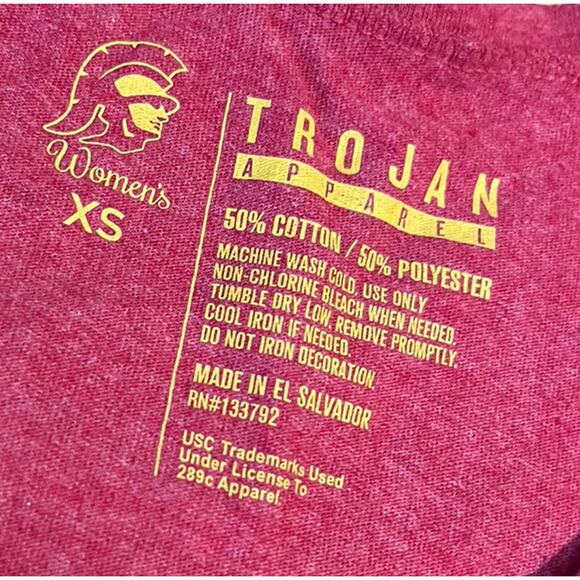 Women's
XS
TROJAN
APPAREL
50% COTTON / 50% POLYESTER
MACHINE WASH COLD. USE ONLY
NON-CHLORINE BLEACH WHEN NEEDED.
TUMBLE DRY LOW. REMOVE PROMPTLY.
COOL IRON IF NEEDED.
DO NOT IRON DECORATION.
MADE IN EL SALVADOR
RN#133792
USC Trademarks Used
Under License To
289c Apparel.